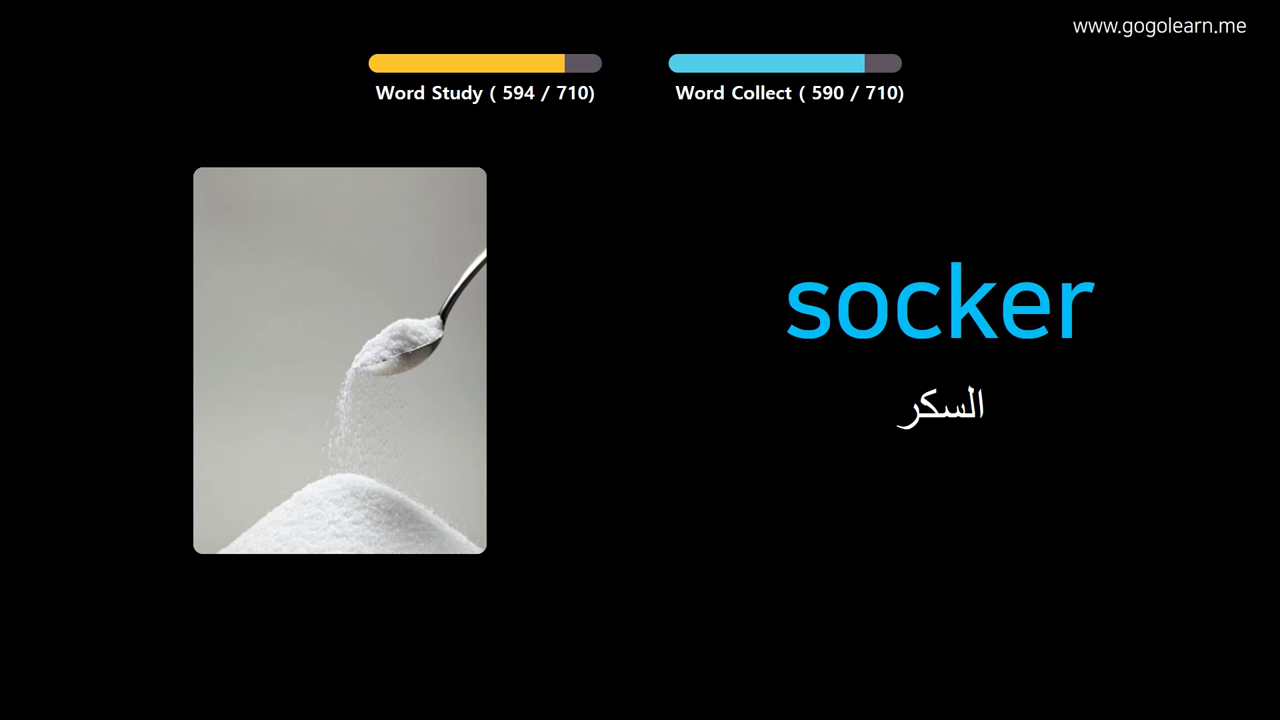 www.gogolearn.me
Word Study ( 594 / 710)
Word Collect ( 590 / 710)
socker
السكر